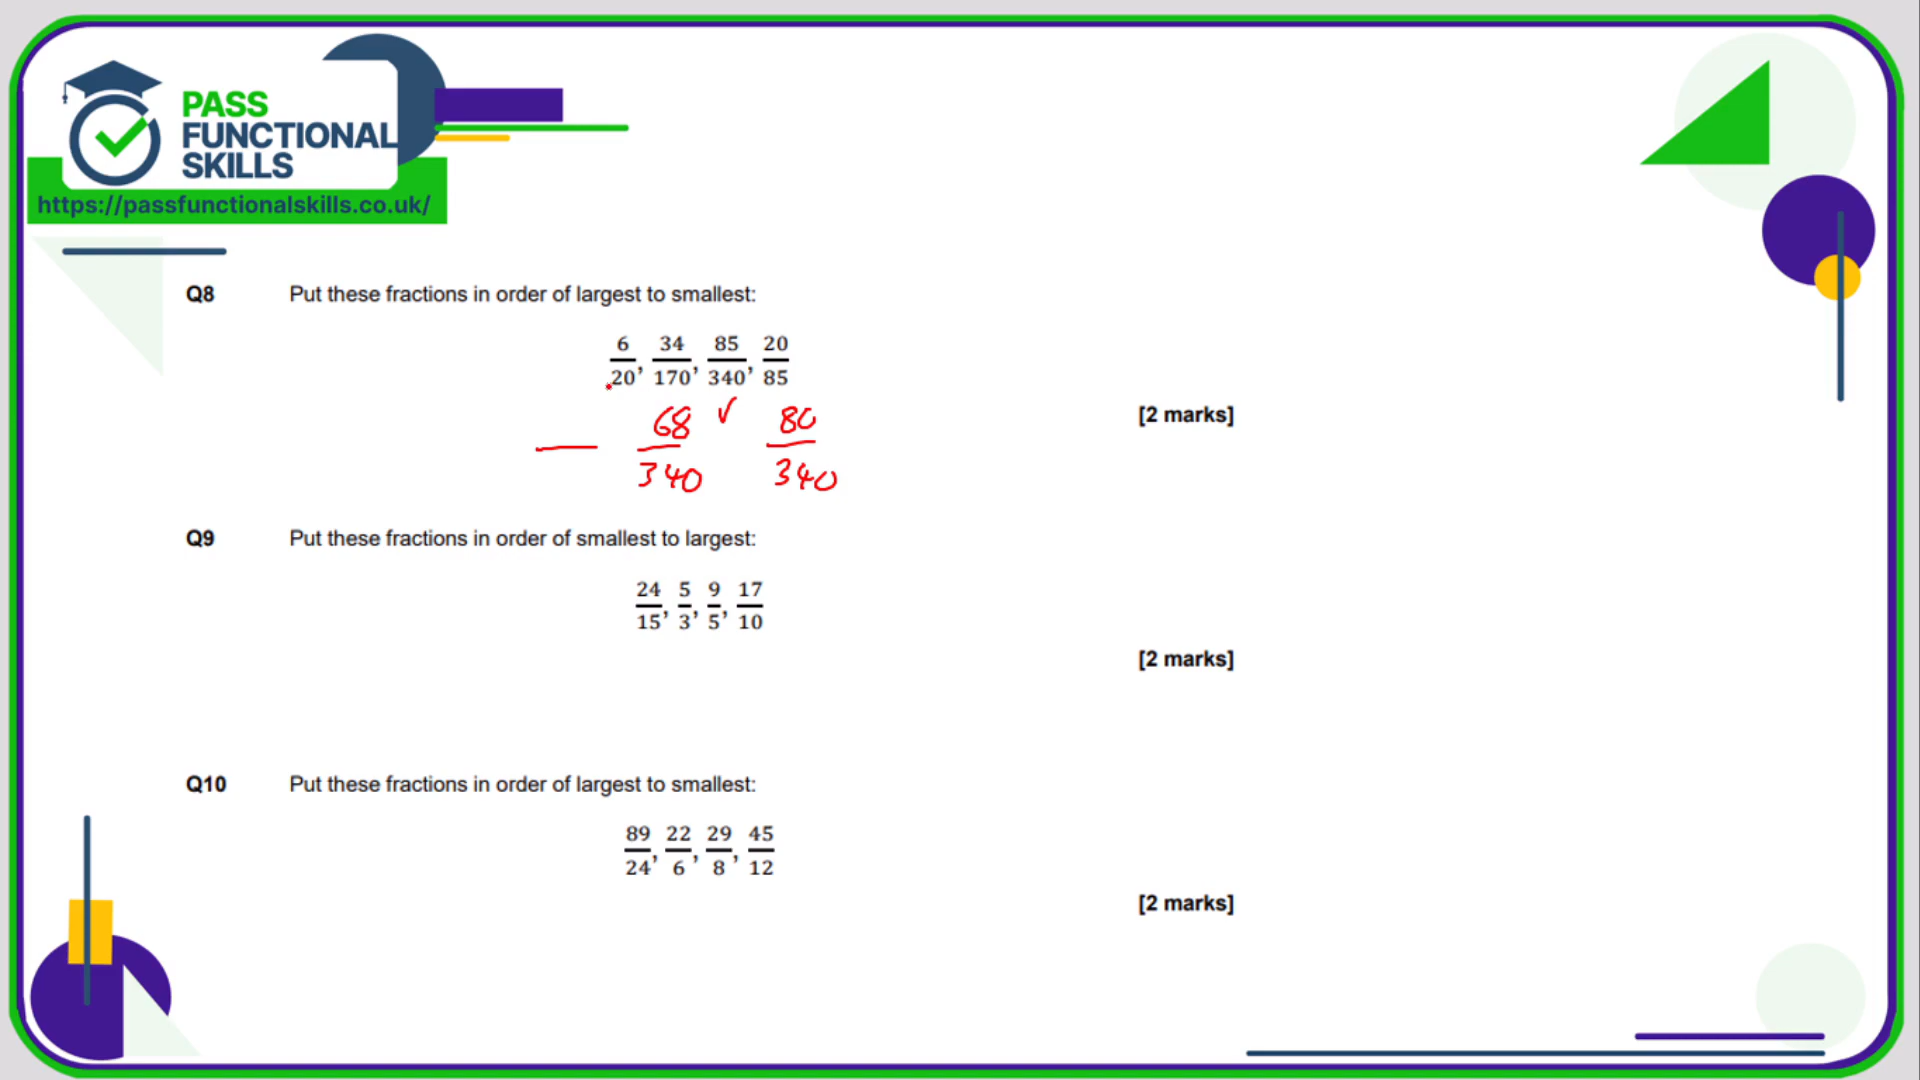 PASS
FUNCTIONAL
SKILLS
https://passfunctionalskills.co.uk/
Q8 Put these fractions in order of largest to smallest:
6/20, 34/170, 85/340, 20/85
68/340 ✓ 80/340
[2 marks]
Q9 Put these fractions in order of smallest to largest:
24/15, 5/3, 9/5, 17/10
[2 marks]
Q10 Put these fractions in order of largest to smallest:
89/24, 22/6, 29/8, 45/12
[2 marks]